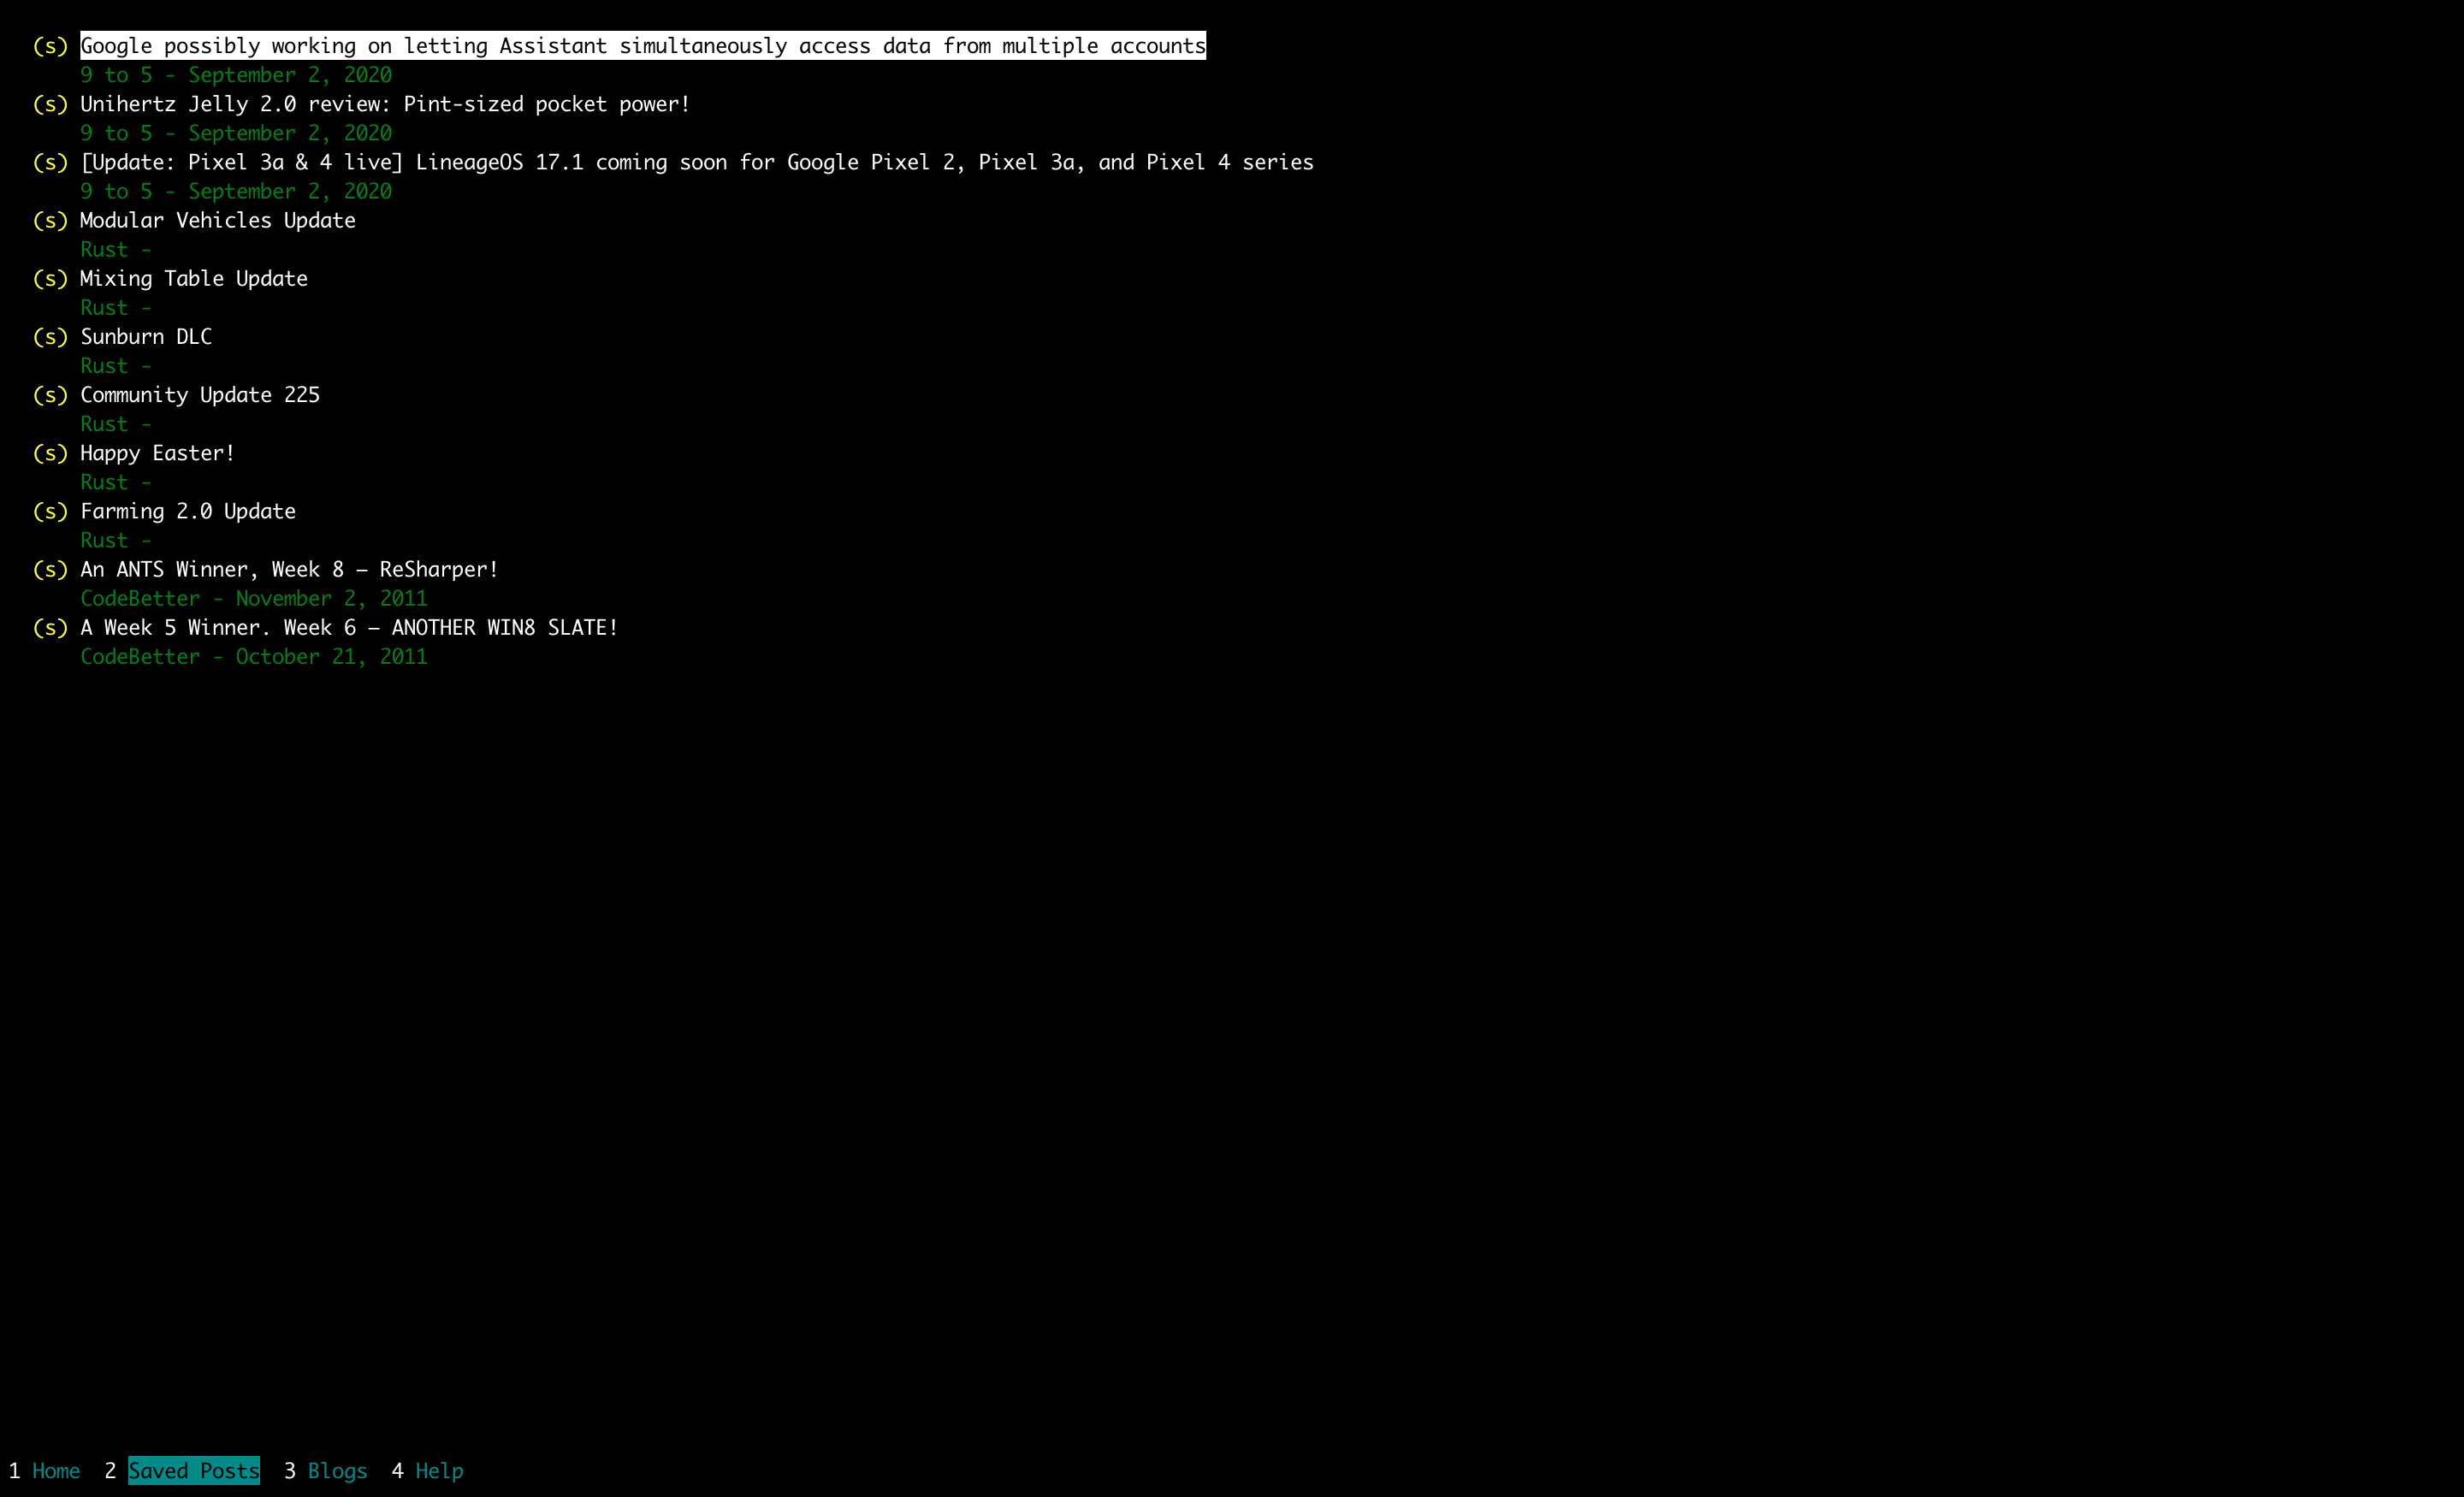 (s) Google possibly working on letting Assistant simultaneously access data from multiple accounts
9 to 5 - September 2, 2020
(s) Unihertz Jelly 2.0 review: Pint-sized pocket power!
9 to 5 - September 2, 2020
(s) [Update: Pixel 3a & 4 live] LineageOS 17.1 coming soon for Google Pixel 2, Pixel 3a, and Pixel 4 series
9 to 5 - September 2, 2020
(s) Modular Vehicles Update
Rust -
(s) Mixing Table Update
Rust -
(s) Sunburn DLC
Rust -
(s) Community Update 225
Rust -
(s) Happy Easter!
Rust -
(s) Farming 2.0 Update
Rust -
(s) An ANTS Winner, Week 8 – ReSharper!
CodeBetter - November 2, 2011
(s) A Week 5 Winner. Week 6 – ANOTHER WIN8 SLATE!
CodeBetter - October 21, 2011
1 Home 2 Saved Posts 3 Blogs 4 Help